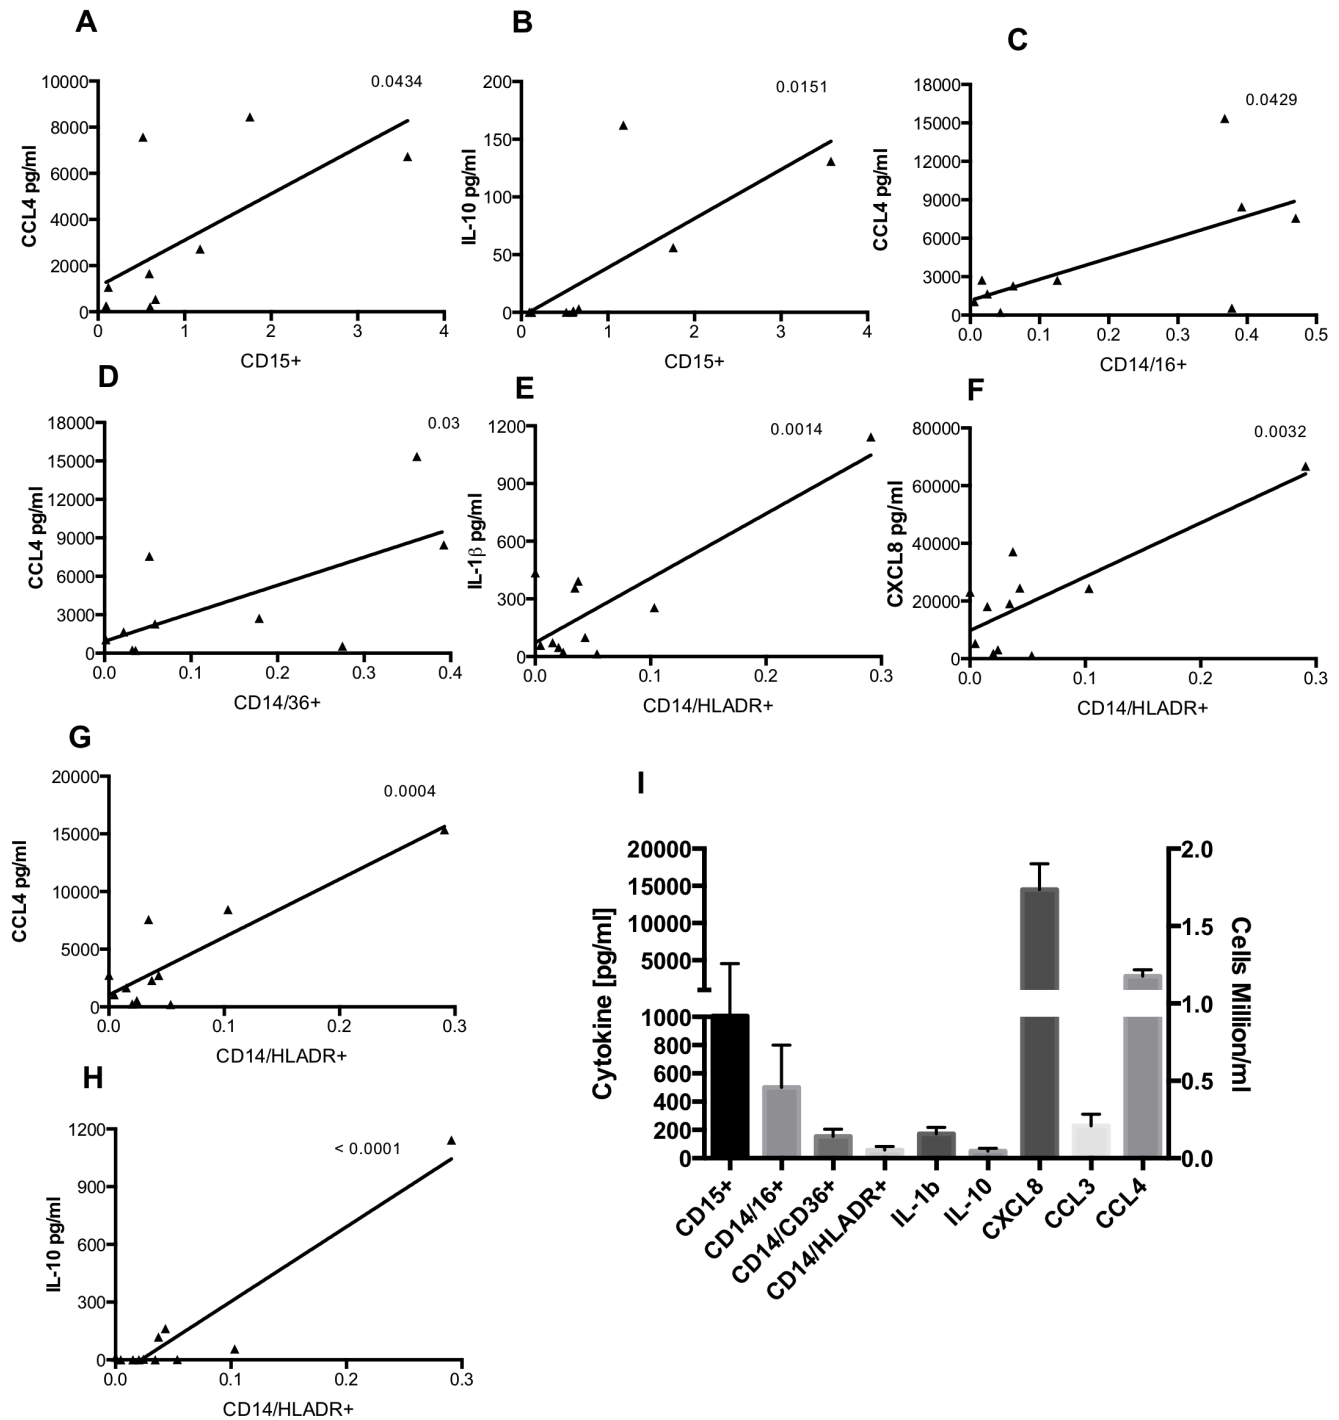 A
0.0434
10000
8000
6000
4000
2000
0
CCL4 pg/ml
0 1 2 3 4
CD15+
B
0.0151
200
150
100
50
0
IL-10 pg/ml
0 1 2 3 4
CD15+
C
0.0429
18000
15000
12000
9000
6000
3000
0
CCL4 pg/ml
0.0 0.1 0.2 0.3 0.4 0.5
CD14/16+
D
0.03
18000
15000
12000
9000
6000
3000
0
CCL4 pg/ml
0.0 0.1 0.2 0.3 0.4
CD14/36+
E
0.0014
1200
900
600
300
0
IL-1β pg/ml
0.0 0.1 0.2 0.3
CD14/HLADR+
F
0.0032
80000
60000
40000
20000
0
CXCL8 pg/ml
0.0 0.1 0.2 0.3
CD14/HLADR+
G
0.0004
20000
15000
10000
5000
0
CCL4 pg/ml
0.0 0.1 0.2 0.3
CD14/HLADR+
H
< 0.0001
1200
900
600
300
0
IL-10 pg/ml
0.0 0.1 0.2 0.3
CD14/HLADR+
I
20000
15000
10000
5000
1000
800
600
400
200
0
Cytokine [pg/ml]
2.0
1.5
1.0
0.5
0.0
Cells Million/ml
CD15+
CD14/16+
CD14/CD36+
CD14/HLADR+
IL-1b
IL-10
CXCL8
CCL3
CCL4